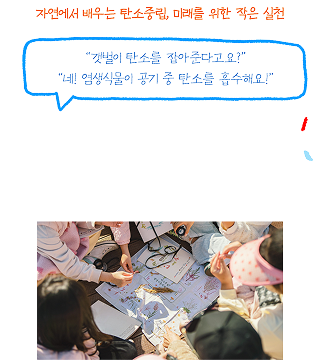 자연에서 배우는 탄소중립, 미래를 위한 작은 실천
“갯벌이 탄소를 잡아 준다고요?”
“네! 염생식물이 공기 중 탄소를 흡수해요!”